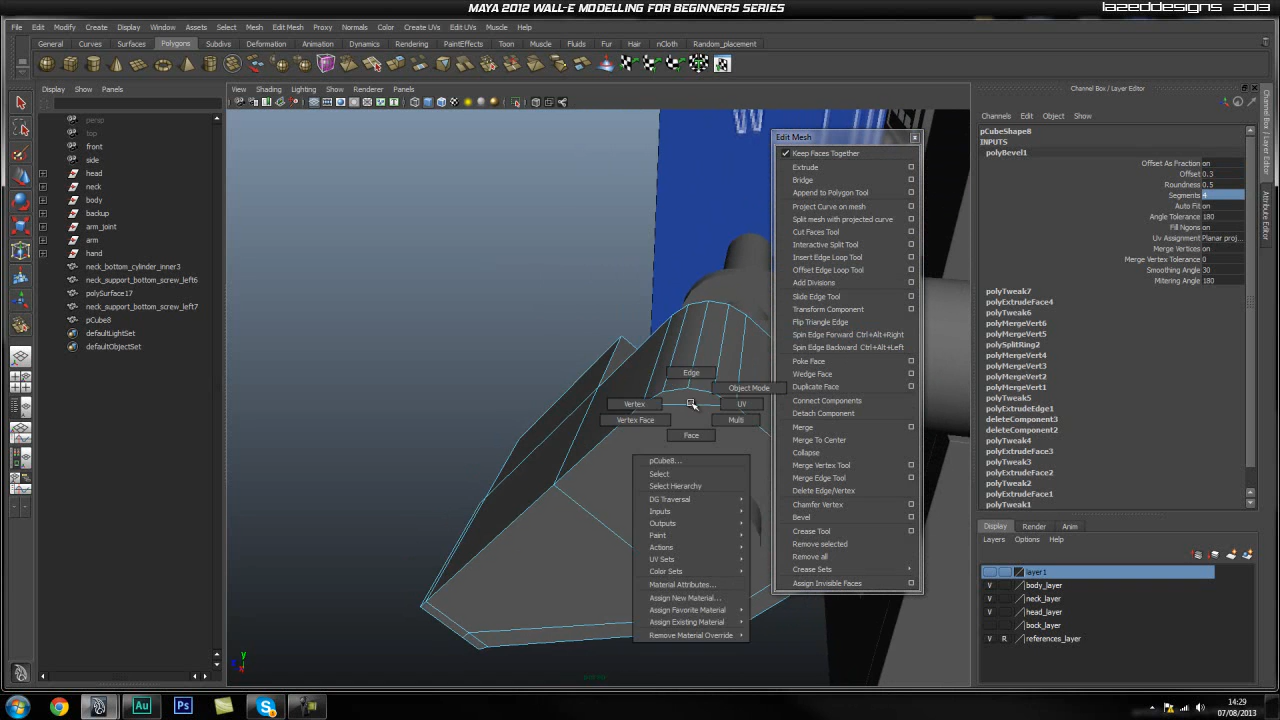 MAYA 2012 WALL-E MODELLING FOR BEGINNERS SERIES
LAZEDDESIGNS 2013
File Edit Modify Create Display Window Assets Select Mesh Edit Mesh Proxy Normals Color Create UVs Edit UVs Muscle Help
General Curves Surfaces Polygons Subdivs Deformation Animation Dynamics Rendering PaintEffects Toon Muscle Fluids Fur Hair nCloth Random_placement
Display Show Panels
persp
top
front
side
head
neck
body
backup
arm_joint
arm
hand
neck_bottom_cylinder_inner3
neck_support_bottom_screw_left6
polySurface17
neck_support_bottom_screw_left7
pCube8
defaultLightSet
defaultObjectSet
View Shading Lighting Show Renderer Panels
W
Edge
Object Mode
Vertex
UV
Vertex Face
Multi
Face
pCube8...
Select
Select Hierarchy
DG Traversal
Inputs
Outputs
Paint
Actions
UV Sets
Color Sets
Material Attributes...
Assign New Material...
Assign Favorite Material
Assign Existing Material
Remove Material Override
Edit Mesh
Keep Faces Together
Extrude
Bridge
Append to Polygon Tool
Project Curve on mesh
Split mesh with projected curve
Cut Faces Tool
Interactive Split Tool
Insert Edge Loop Tool
Offset Edge Loop Tool
Add Divisions
Slide Edge Tool
Transform Component
Flip Triangle Edge
Spin Edge Forward Ctrl+Alt+Right
Spin Edge Backward Ctrl+Alt+Left
Poke Face
Wedge Face
Duplicate Face
Connect Components
Detach Component
Merge
Merge To Center
Collapse
Merge Vertex Tool
Merge Edge Tool
Delete Edge/Vertex
Chamfer Vertex
Bevel
Crease Tool
Remove selected
Remove all
Crease Sets
Assign Invisible Faces
Channel Box / Layer Editor
Channels Edit Object Show
pCubeShape8
INPUTS
polyBevel1
Offset As Fraction on
Offset 0.3
Roundness 0.5
Segments 4
Auto Fit on
Angle Tolerance 180
Fill Ngons on
Uv Assignment Planar proj...
Merge Vertices on
Merge Vertex Tolerance 0
Smoothing Angle 30
Mitering Angle 180
polyTweak7
polyExtrudeFace4
polyTweak6
polyMergeVert6
polyMergeVert5
polySplitRing2
polyMergeVert4
polyMergeVert3
polyMergeVert2
polyMergeVert1
polyTweak5
polyExtrudeEdge1
deleteComponent3
deleteComponent2
polyTweak4
polyExtrudeFace3
polyTweak3
polyExtrudeFace2
polyTweak2
polyExtrudeFace1
polyTweak1
Display Render Anim
Layers Options Help
layer1
V body_layer
V neck_layer
V head_layer
bock_layer
V R references_layer
Channel Box / Layer Editor
Attribute Editor
y
x
Au
Ps
14:29
07/08/2013